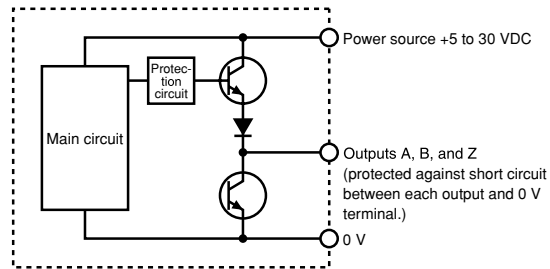 Power source +5 to 30 VDC
Protec-
tion
circuit
Main circuit
Outputs A, B, and Z
(protected against short circuit
between each output and 0 V
terminal.)
0 V